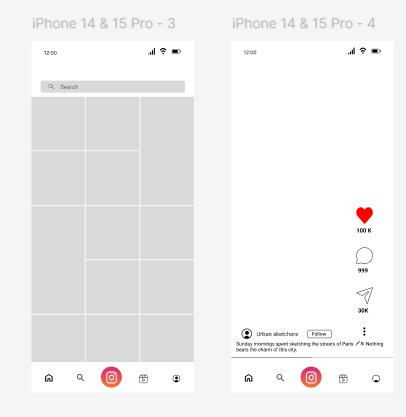 iPhone 14 & 15 Pro - 3
iPhone 14 & 15 Pro - 4
12:00
Search
12:00
100 K
999
30K
Urban sketchers
Follow
Sunday mornings spent sketching the streets of Paris Nothing
beats the charm of this city.